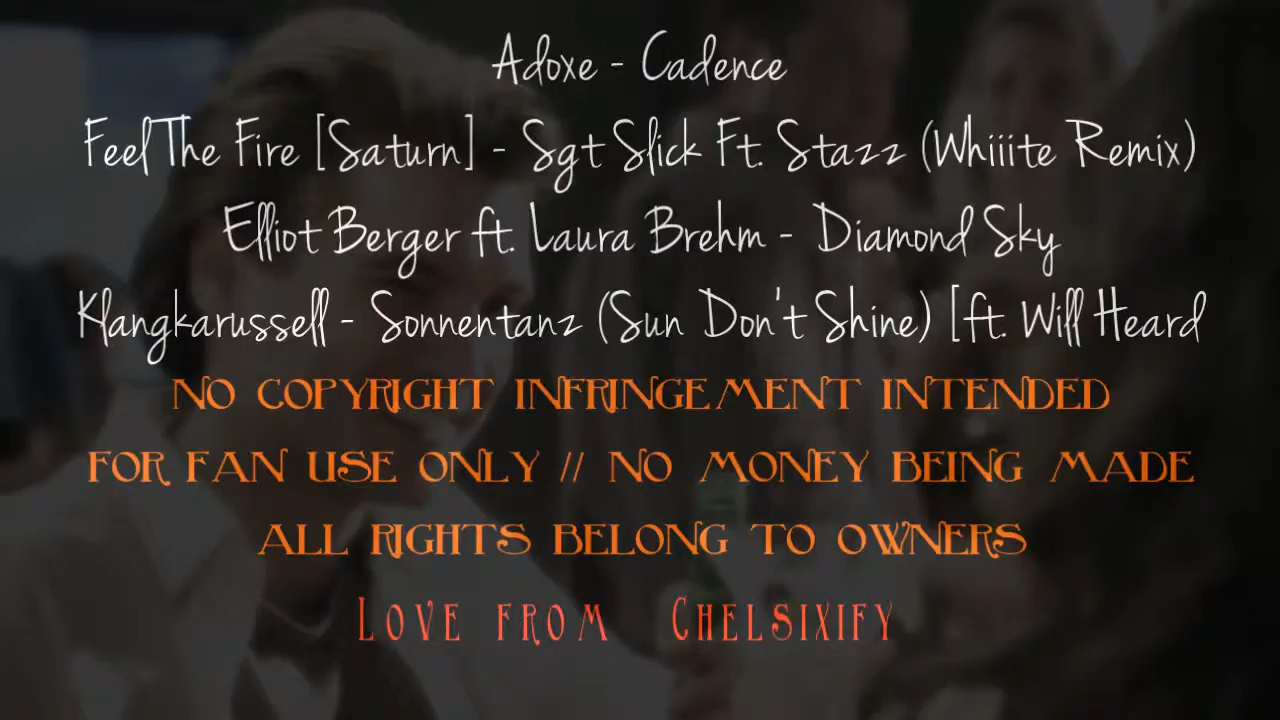 Adoxe - Cadence
Feel The Fire [Saturn] - Sgt Slick Ft. Stazz (Whiiite Remix)
Elliot Berger ft. Laura Brehm - Diamond Sky
Klangkarussell - Sonnentanz (Sun Don't Shine) [ft. Will Heard
NO COPYRIGHT INFRINGEMENT INTENDED
FOR FAN USE ONLY // NO MONEY BEING MADE
ALL RIGHTS BELONG TO OWNERS
LOVE FROM CHELSIXIFY